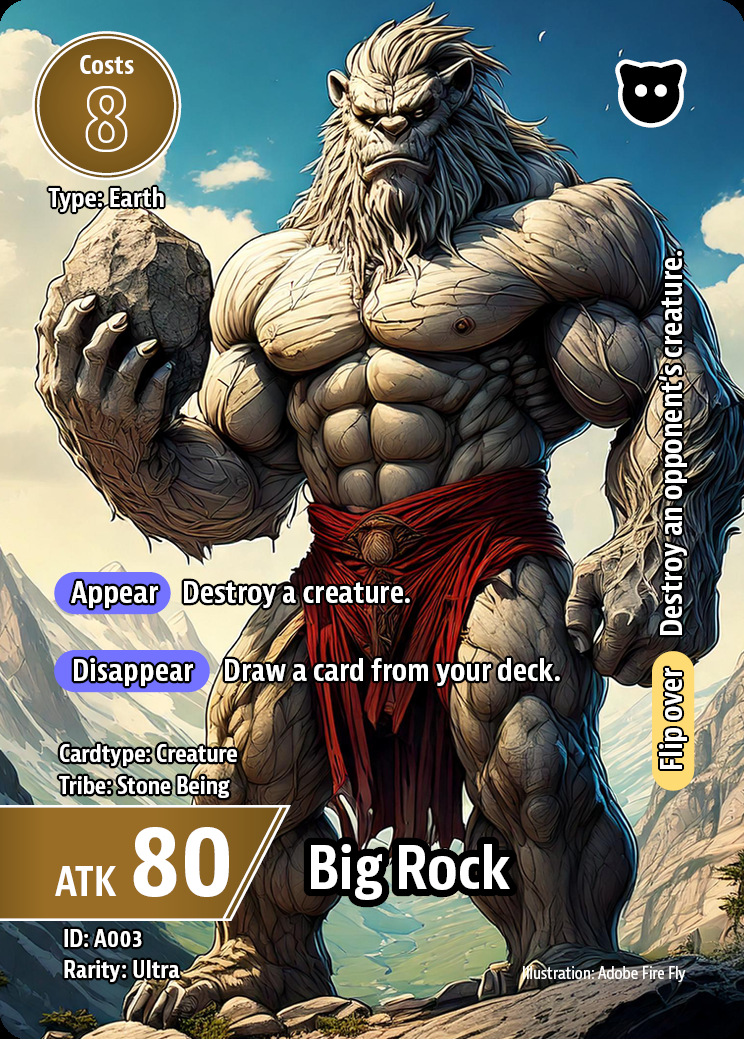 Costs
8
Type: Earth
Destroy an opponent's creature.
Flip over
Appear Destroy a creature.
Disappear Draw a card from your deck.
Cardtype: Creature
Tribe: Stone Being
ATK 80
Big Rock
ID: A003
Rarity: Ultra
Illustration: Adobe Fire Fly